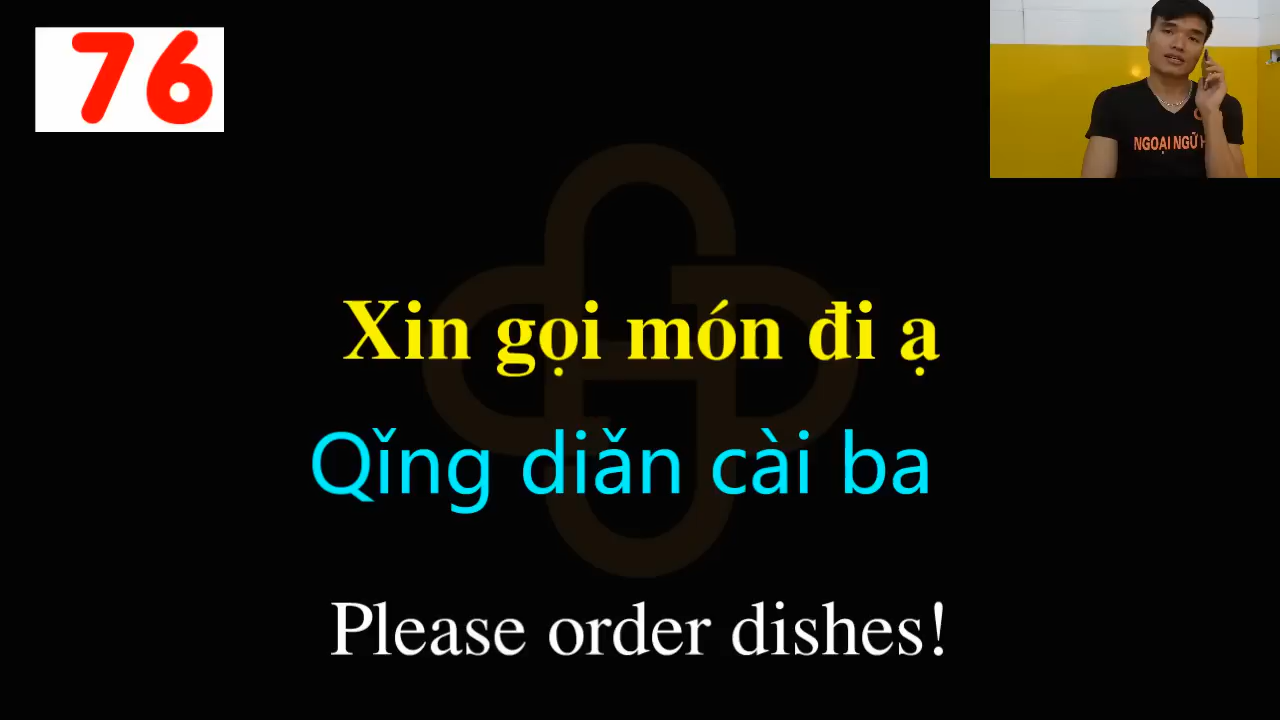 76
NGOẠI NGỮ
Xin gọi món đi ạ
Qǐng diǎn cài ba
Please order dishes!